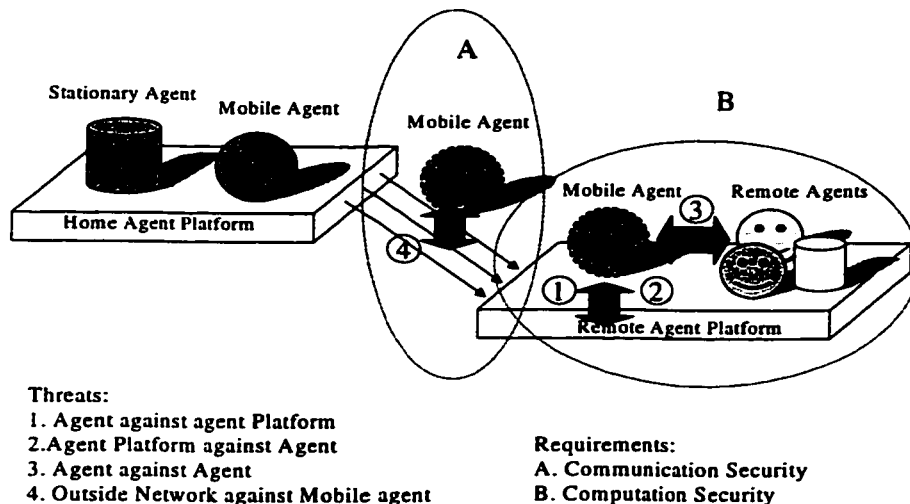 A
B
Stationary Agent
Mobile Agent
Mobile Agent
Mobile Agent
Remote Agents
3
Home Agent Platform
4
1
2
Remote Agent Platform
Threats:
1. Agent against agent Platform
2.Agent Platform against Agent
3. Agent against Agent
4. Outside Network against Mobile agent
Requirements:
A. Communication Security
B. Computation Security